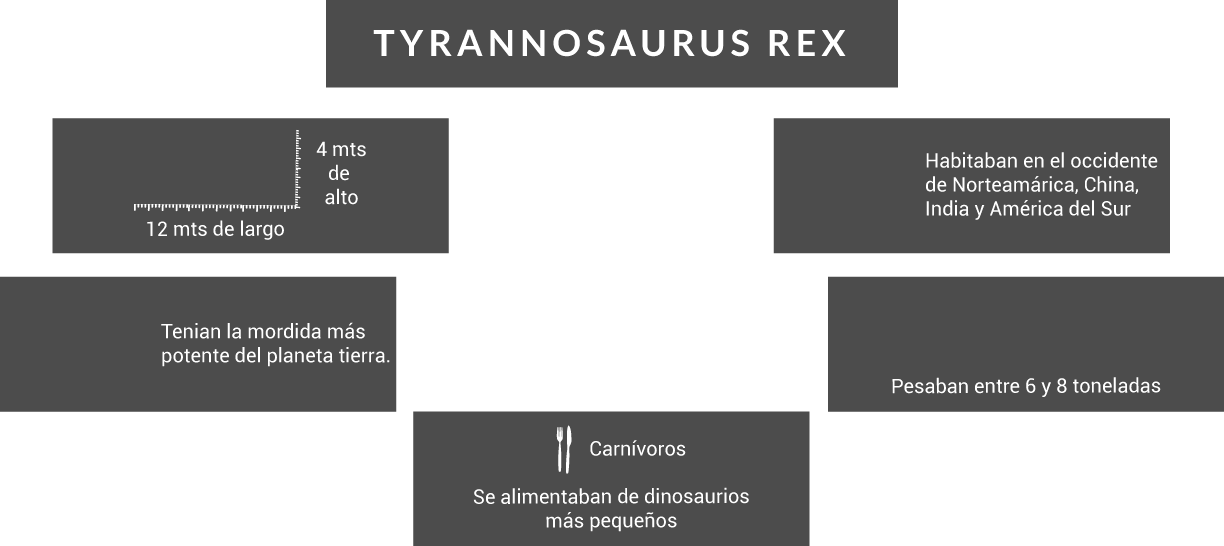 TYRANNOSAURUS REX
4 mts
de
alto
12 mts de largo
Habitaban en el occidente
de Norteamárica, China,
India y América del Sur
Tenian la mordida más
potente del planeta tierra.
Pesaban entre 6 y 8 toneladas
Carnívoros
Se alimentaban de dinosaurios
más pequeños